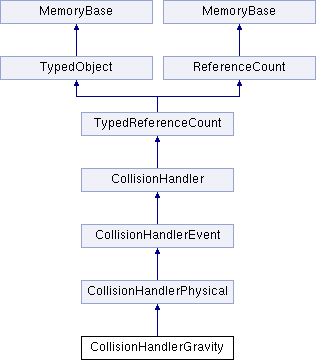 MemoryBase
MemoryBase
TypedObject
ReferenceCount
TypedReferenceCount
CollisionHandler
CollisionHandlerEvent
CollisionHandlerPhysical
CollisionHandlerGravity